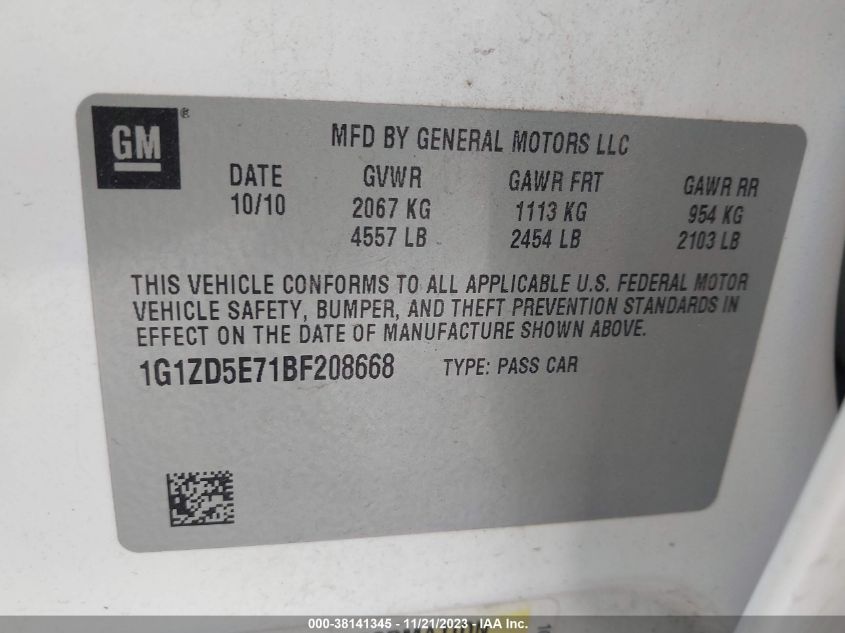 GM ®
MFD BY GENERAL MOTORS LLC
DATE GVWR GAWR FRT GAWR RR
10/10 2067 KG 1113 KG 954 KG
4557 LB 2454 LB 2103 LB
THIS VEHICLE CONFORMS TO ALL APPLICABLE U.S. FEDERAL MOTOR
VEHICLE SAFETY, BUMPER, AND THEFT PREVENTION STANDARDS IN
EFFECT ON THE DATE OF MANUFACTURE SHOWN ABOVE.
1G1ZD5E71BF208668 TYPE: PASS CAR
000-38141345 - 11/21/2023 - Copyright 2023 IAA, Inc.